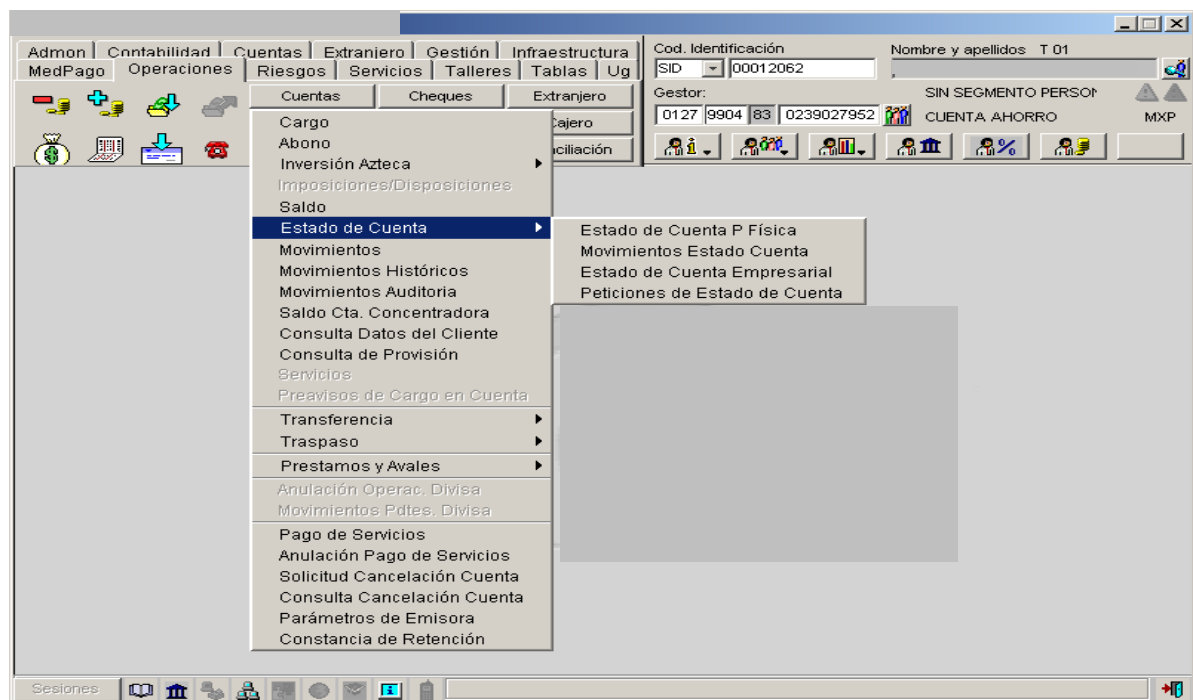 Admon Contabilidad Cuentas Extranjero Gestión Infraestructura
MedPago Operaciones Riesgos Servicios Talleres Tablas Ug
Cod. Identificación Nombre y apellidos T 01
SID 00012062 ,
Gestor: SIN SEGMENTO PERSON
0127 9904 83 0239027952 CUENTA AHORRO MXP
Cuentas Cheques Extranjero
Cajero
nciliación
Cargo
Abono
Inversión Azteca
Imposiciones/Disposiciones
Saldo
Estado de Cuenta
Movimientos
Movimientos Históricos
Movimientos Auditoria
Saldo Cta. Concentradora
Consulta Datos del Cliente
Consulta de Provisión
Servicios
Preavisos de Cargo en Cuenta
Transferencia
Traspaso
Prestamos y Avales
Anulación Operac. Divisa
Movimientos Pdtes. Divisa
Pago de Servicios
Anulación Pago de Servicios
Solicitud Cancelación Cuenta
Consulta Cancelación Cuenta
Parámetros de Emisora
Constancia de Retención
Estado de Cuenta P Física
Movimientos Estado Cuenta
Estado de Cuenta Empresarial
Peticiones de Estado de Cuenta
Sesiones